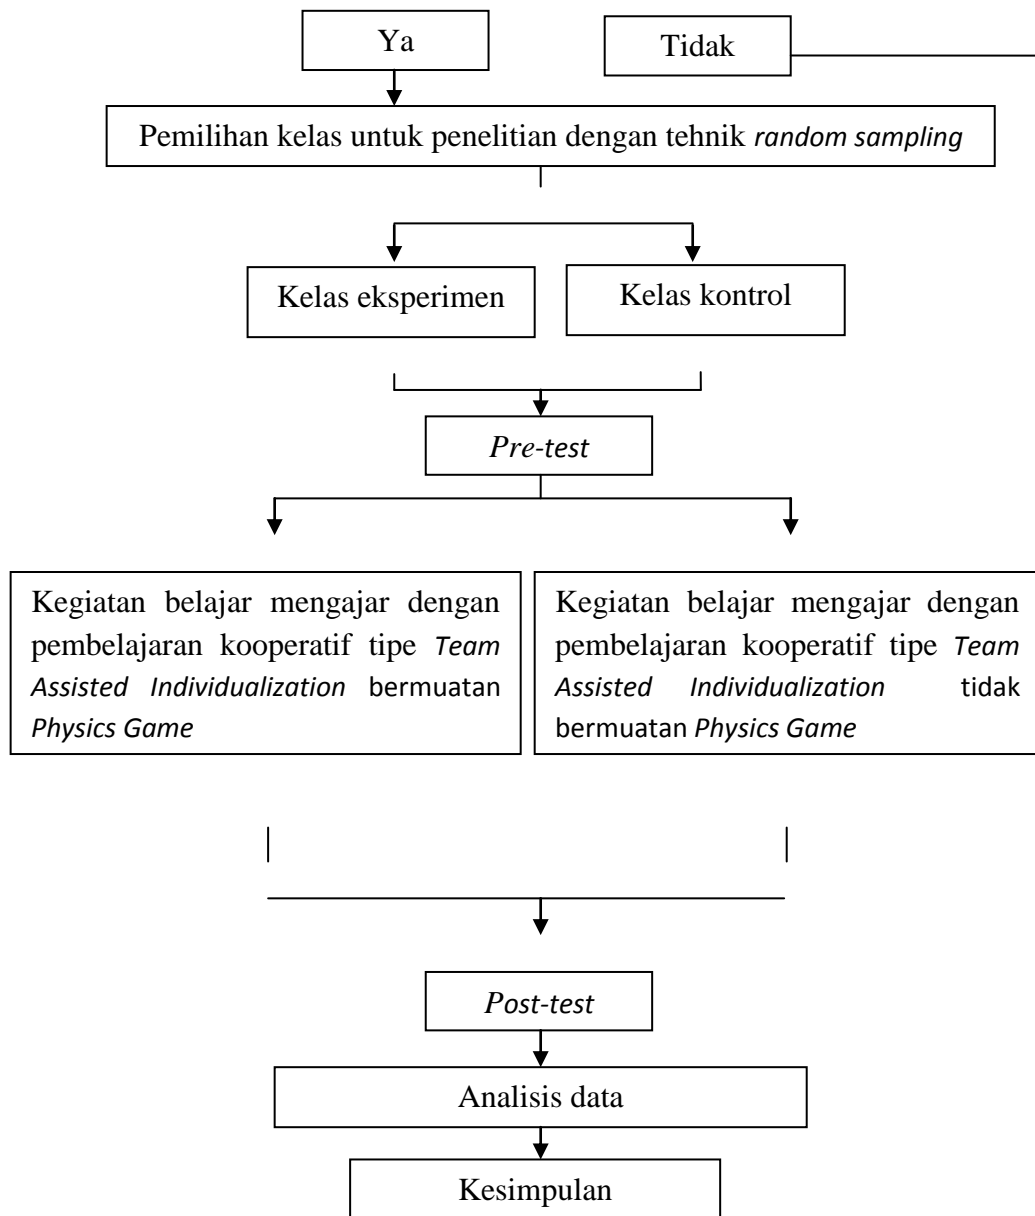 Ya
Tidak
Pemilihan kelas untuk penelitian dengan tehnik random sampling
Kelas eksperimen
Kelas kontrol
Pre-test
Kegiatan belajar mengajar dengan
pembelajaran kooperatif tipe Team
Assisted Individualization bermuatan
Physics Game
Kegiatan belajar mengajar dengan
pembelajaran kooperatif tipe Team
Assisted Individualization tidak
bermuatan Physics Game
Post-test
Analisis data
Kesimpulan